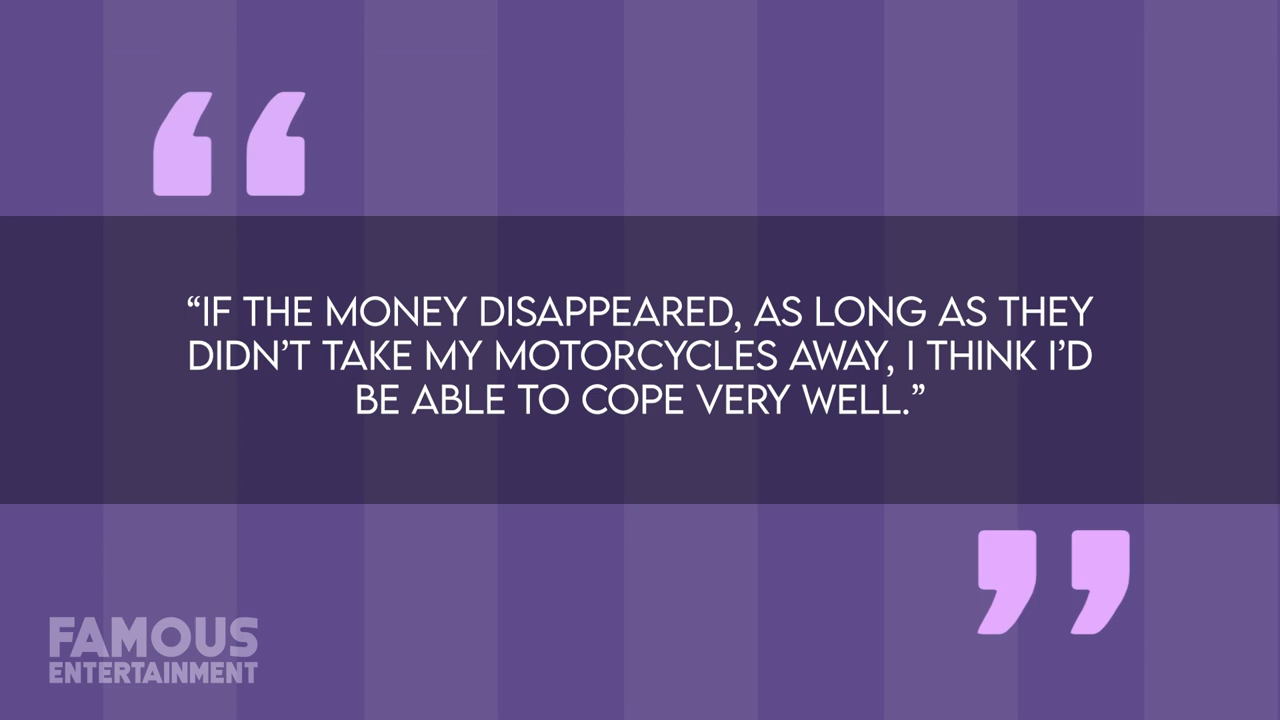 “IF THE MONEY DISAPPEARED, AS LONG AS THEY
DIDN’T TAKE MY MOTORCYCLES AWAY, I THINK I’D
BE ABLE TO COPE VERY WELL.”
FAMOUS
ENTERTAINMENT